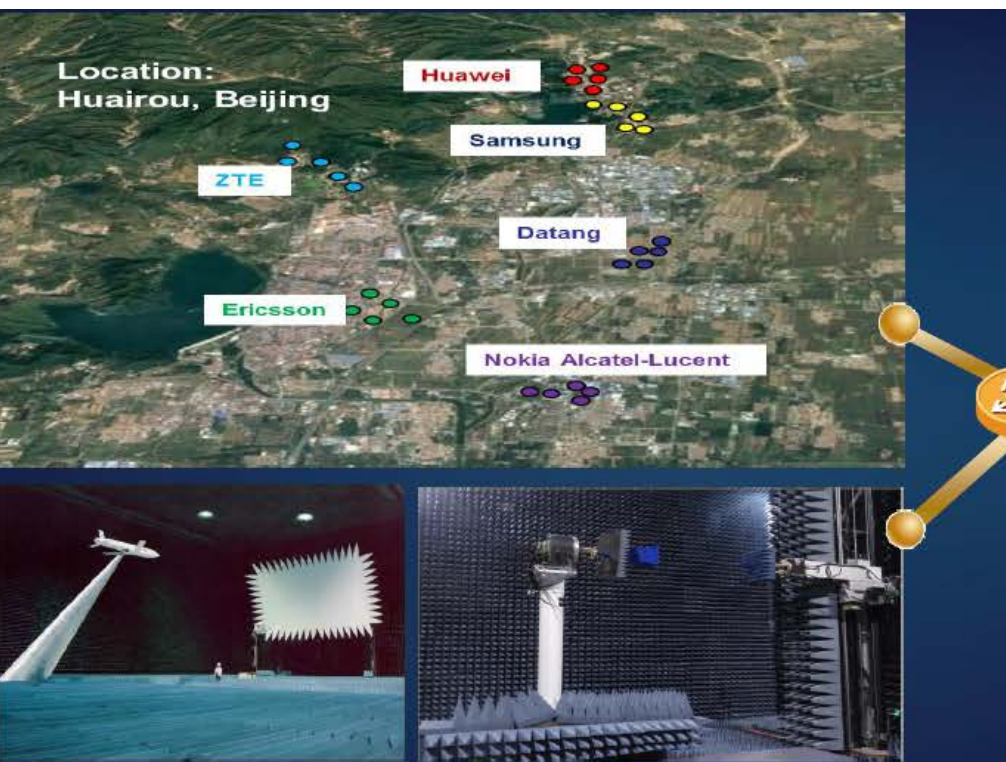 Location:
Huairou, Beijing
Huawei
Samsung
ZTE
Datang
Ericsson
Nokia Alcatel-Lucent